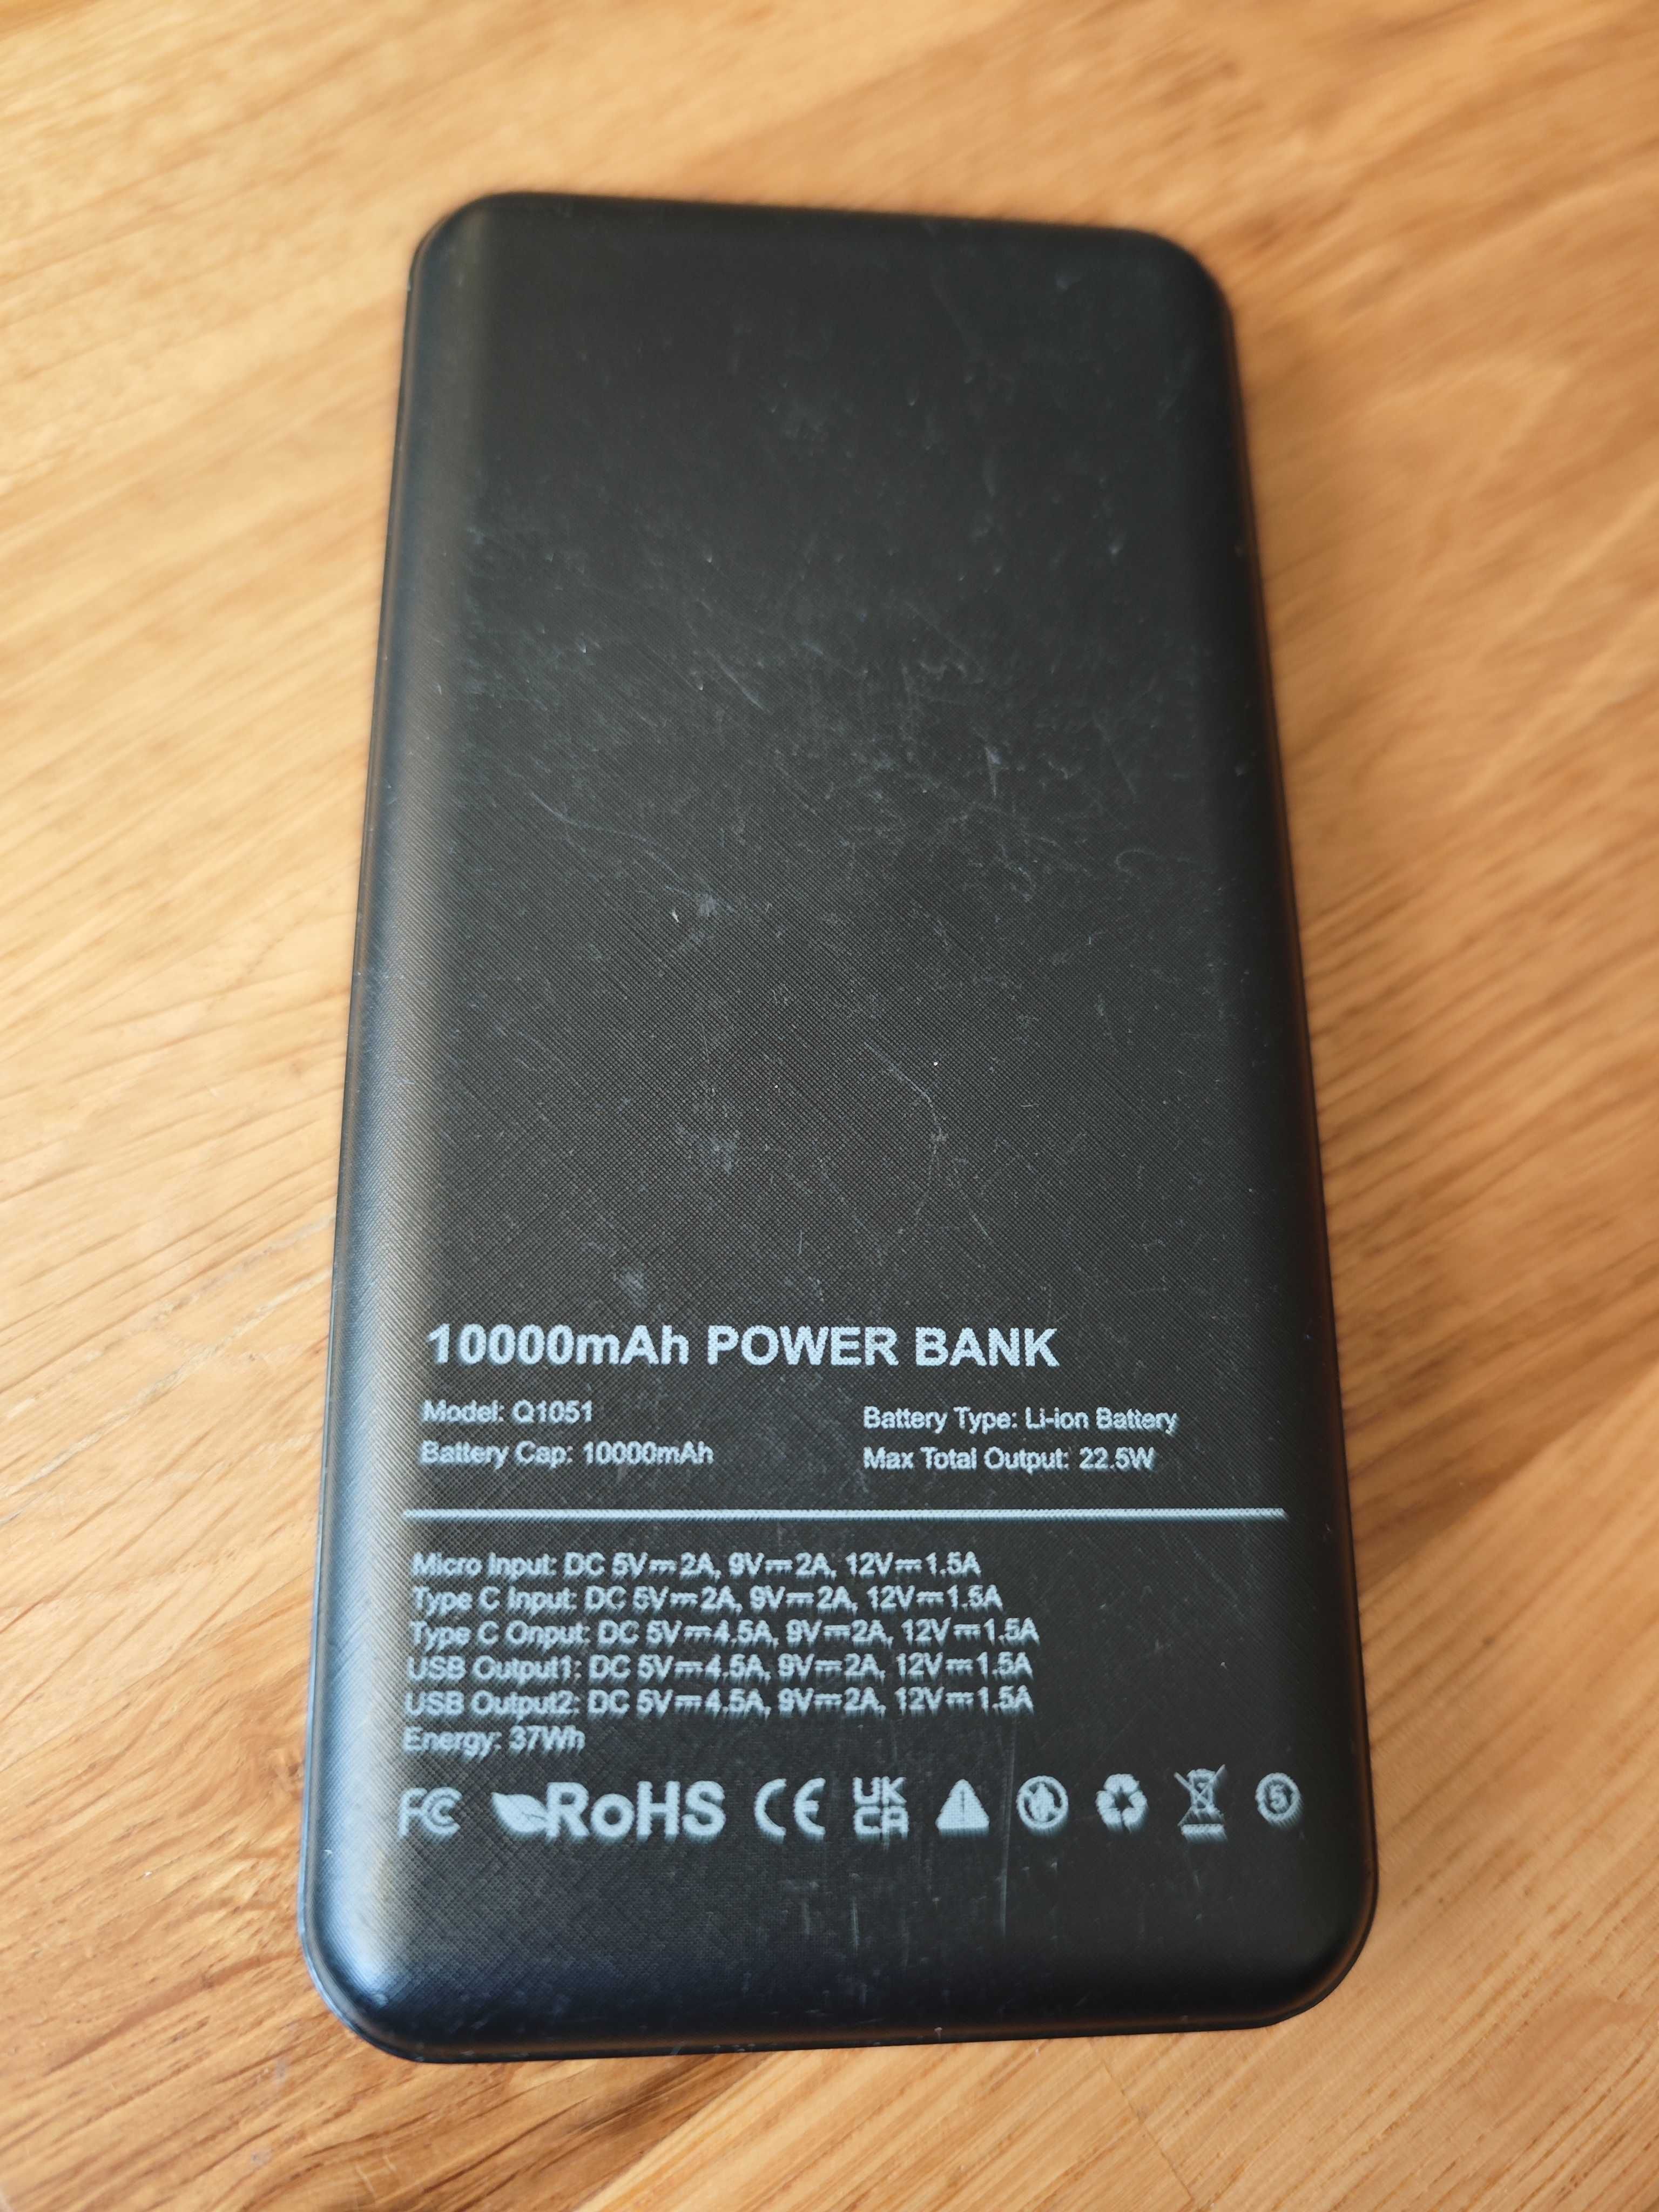 10000mAh POWER BANK
Model: Q1051
Battery Cap: 10000mAh
Battery Type: Li-ion Battery
Max Total Output: 22.5W
Micro Input: DC 5V⎓2A, 9V⎓2A, 12V⎓1.5A
Type C Input: DC 5V⎓2A, 9V⎓2A, 12V⎓1.5A
Type C Onput: DC 5V⎓4.5A, 9V⎓2A, 12V⎓1.5A
USB Output1: DC 5V⎓4.5A, 9V⎓2A, 12V⎓1.5A
USB Output2: DC 5V⎓4.5A, 9V⎓2A, 12V⎓1.5A
Energy: 37Wh
FC RoHS CE UK CA 5